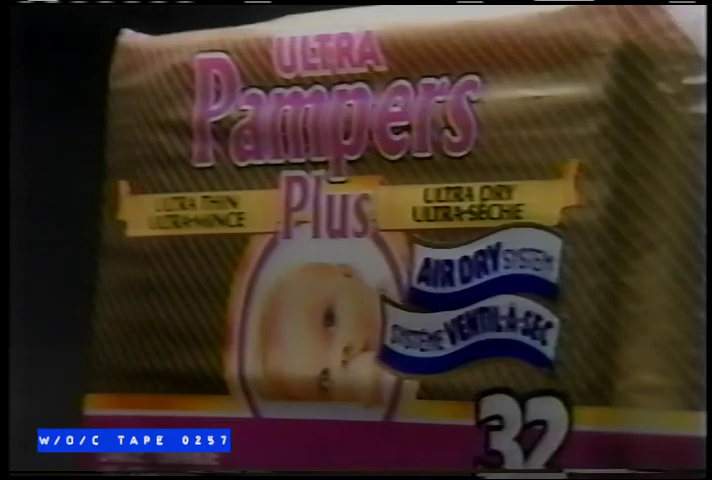 ULTRA
Pampers
Plus
ULTRA THIN
ULTRA-MINCE
ULTRA DRY
ULTRA-SÈCHE
AIR DRY SYSTEM
SYSTÈME VENTIL-A-SEC
32
W/O/C TAPE 0257